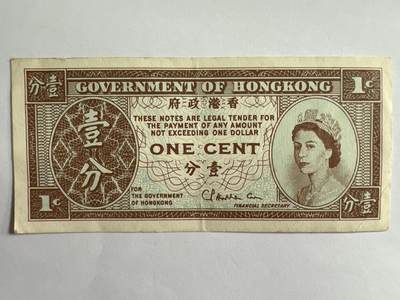 分壹 GOVERNMENT OF HONGKONG 1c
府政港香
THESE NOTES ARE LEGAL TENDER FOR
THE PAYMENT OF ANY AMOUNT
NOT EXCEEDING ONE DOLLAR
壹分
ONE CENT
分壹
FOR
THE GOVERNMENT
OF HONGKONG
FINANCIAL SECRETARY
1c
分壹